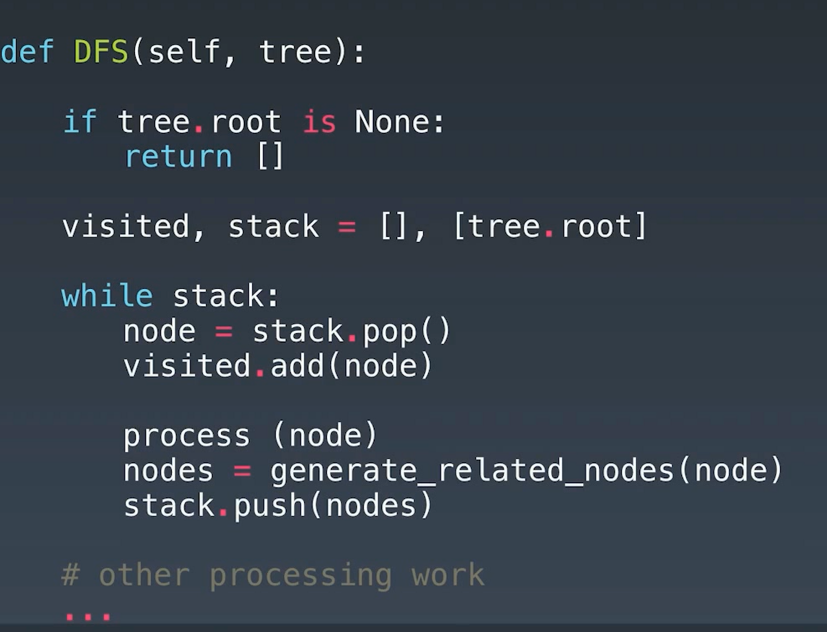 def DFS(self, tree):
if tree.root is None:
return []
visited, stack = [], [tree.root]
while stack:
node = stack.pop()
visited.add(node)
process (node)
nodes = generate_related_nodes(node)
stack.push(nodes)
# other processing work
...